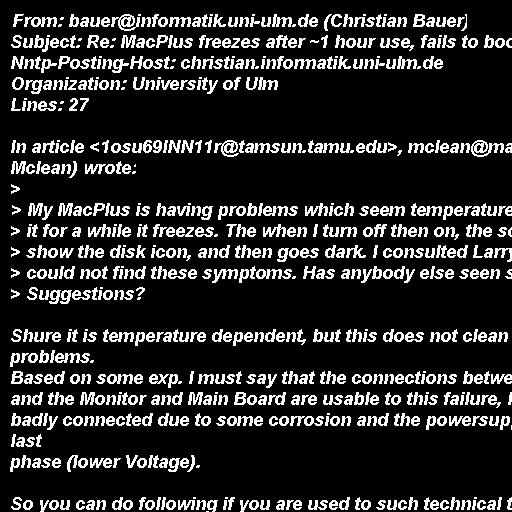 From: bauer@informatik.uni-ulm.de (Christian Bauer)
Subject: Re: MacPlus freezes after ~1 hour use, fails to boo
Nntp-Posting-Host: christian.informatik.uni-ulm.de
Organization: University of Ulm
Lines: 27

In article <1osu69INN11r@tamsun.tamu.edu>, mclean@ma
Mclean) wrote:
>
> My MacPlus is having problems which seem temperature
> it for a while it freezes. The when I turn off then on, the sc
> show the disk icon, and then goes dark. I consulted Larry
> could not find these symptoms. Has anybody else seen s
> Suggestions?

Shure it is temperature dependent, but this does not clean
problems.
Based on some exp. I must say that the connections betwe
and the Monitor and Main Board are usable to this failure,
badly connected due to some corrosion and the powersup
last
phase (lower Voltage).

So you can do following if you are used to such technical t